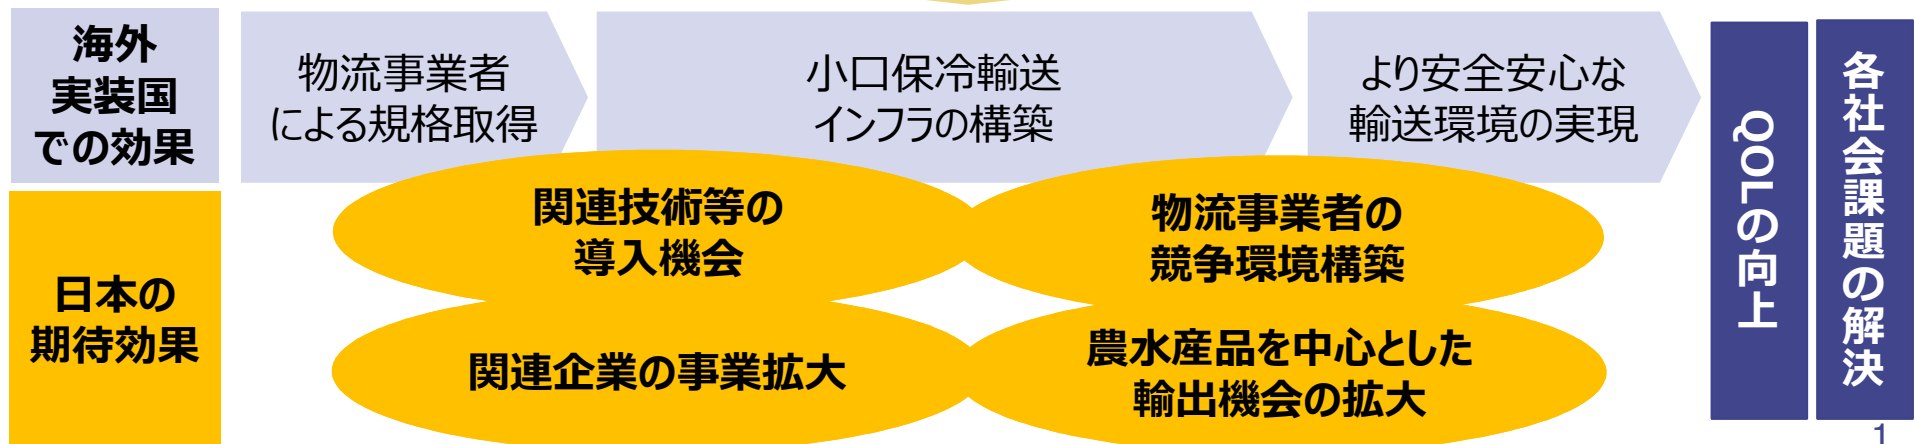 海外
実装国
での効果
物流事業者
による規格取得
小口保冷輸送
インフラの構築
より安全安心な
輸送環境の実現
日本の
期待効果
関連技術等の
導入機会
物流事業者の
競争環境構築
関連企業の事業拡大
農水産品を中心とした
輸出機会の拡大
QOLの向上
各社会課題の解決
1